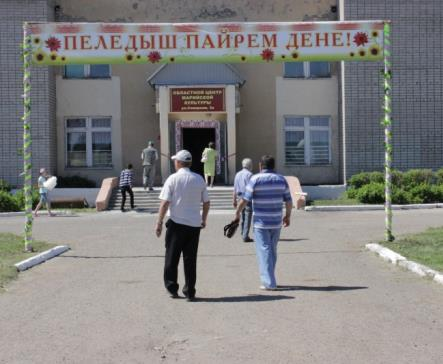 ПЕЛЕДЫШ ПАЙРЕМ ДЕНЕ!
ОБЛАСТНОЙ ЦЕНТР
МАРИЙСКОЙ
КУЛЬТУРЫ